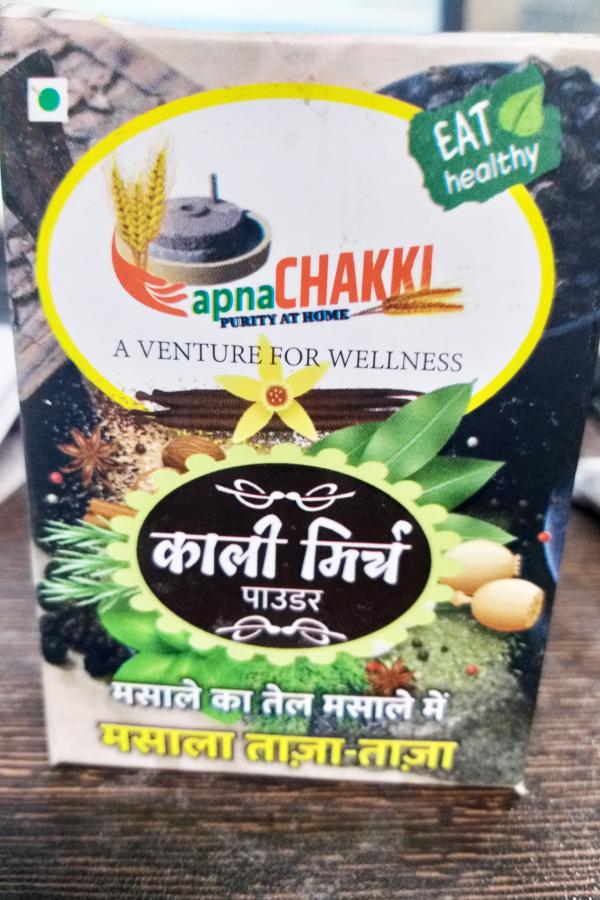 EAT
healthy
apnaCHAKKI
PURITY AT HOME
A VENTURE FOR WELLNESS
काली मिर्च
पाउडर
मसाले का तेल मसाले में
मसाला ताज़ा-ताज़ा